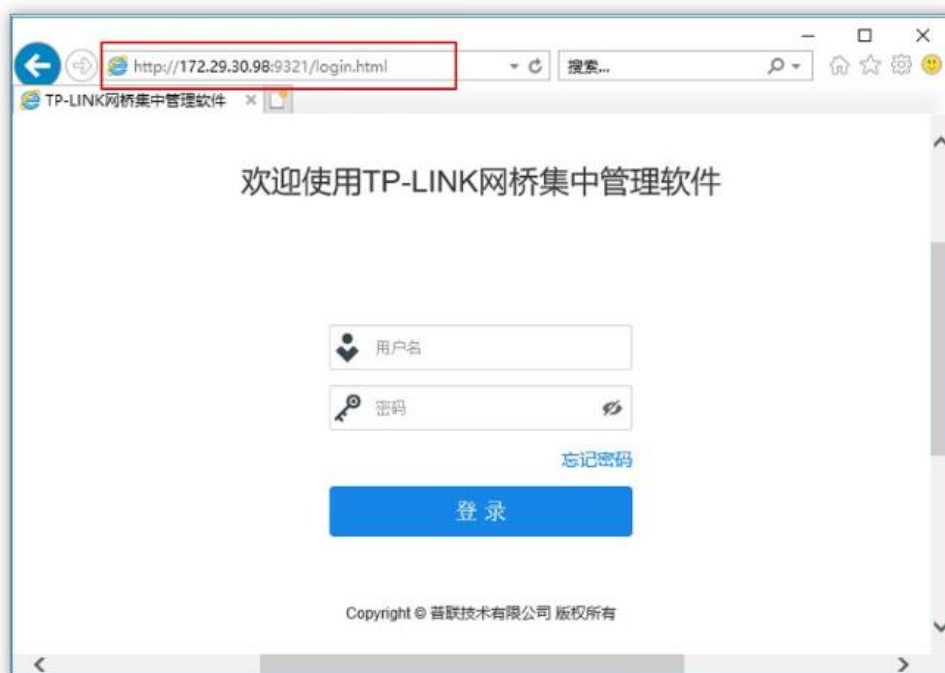 http://172.29.30.98:9321/login.html
搜索...
TP-LINK网桥集中管理软件
欢迎使用TP-LINK网桥集中管理软件
用户名
密码
忘记密码
登录
Copyright © 普联技术有限公司 版权所有